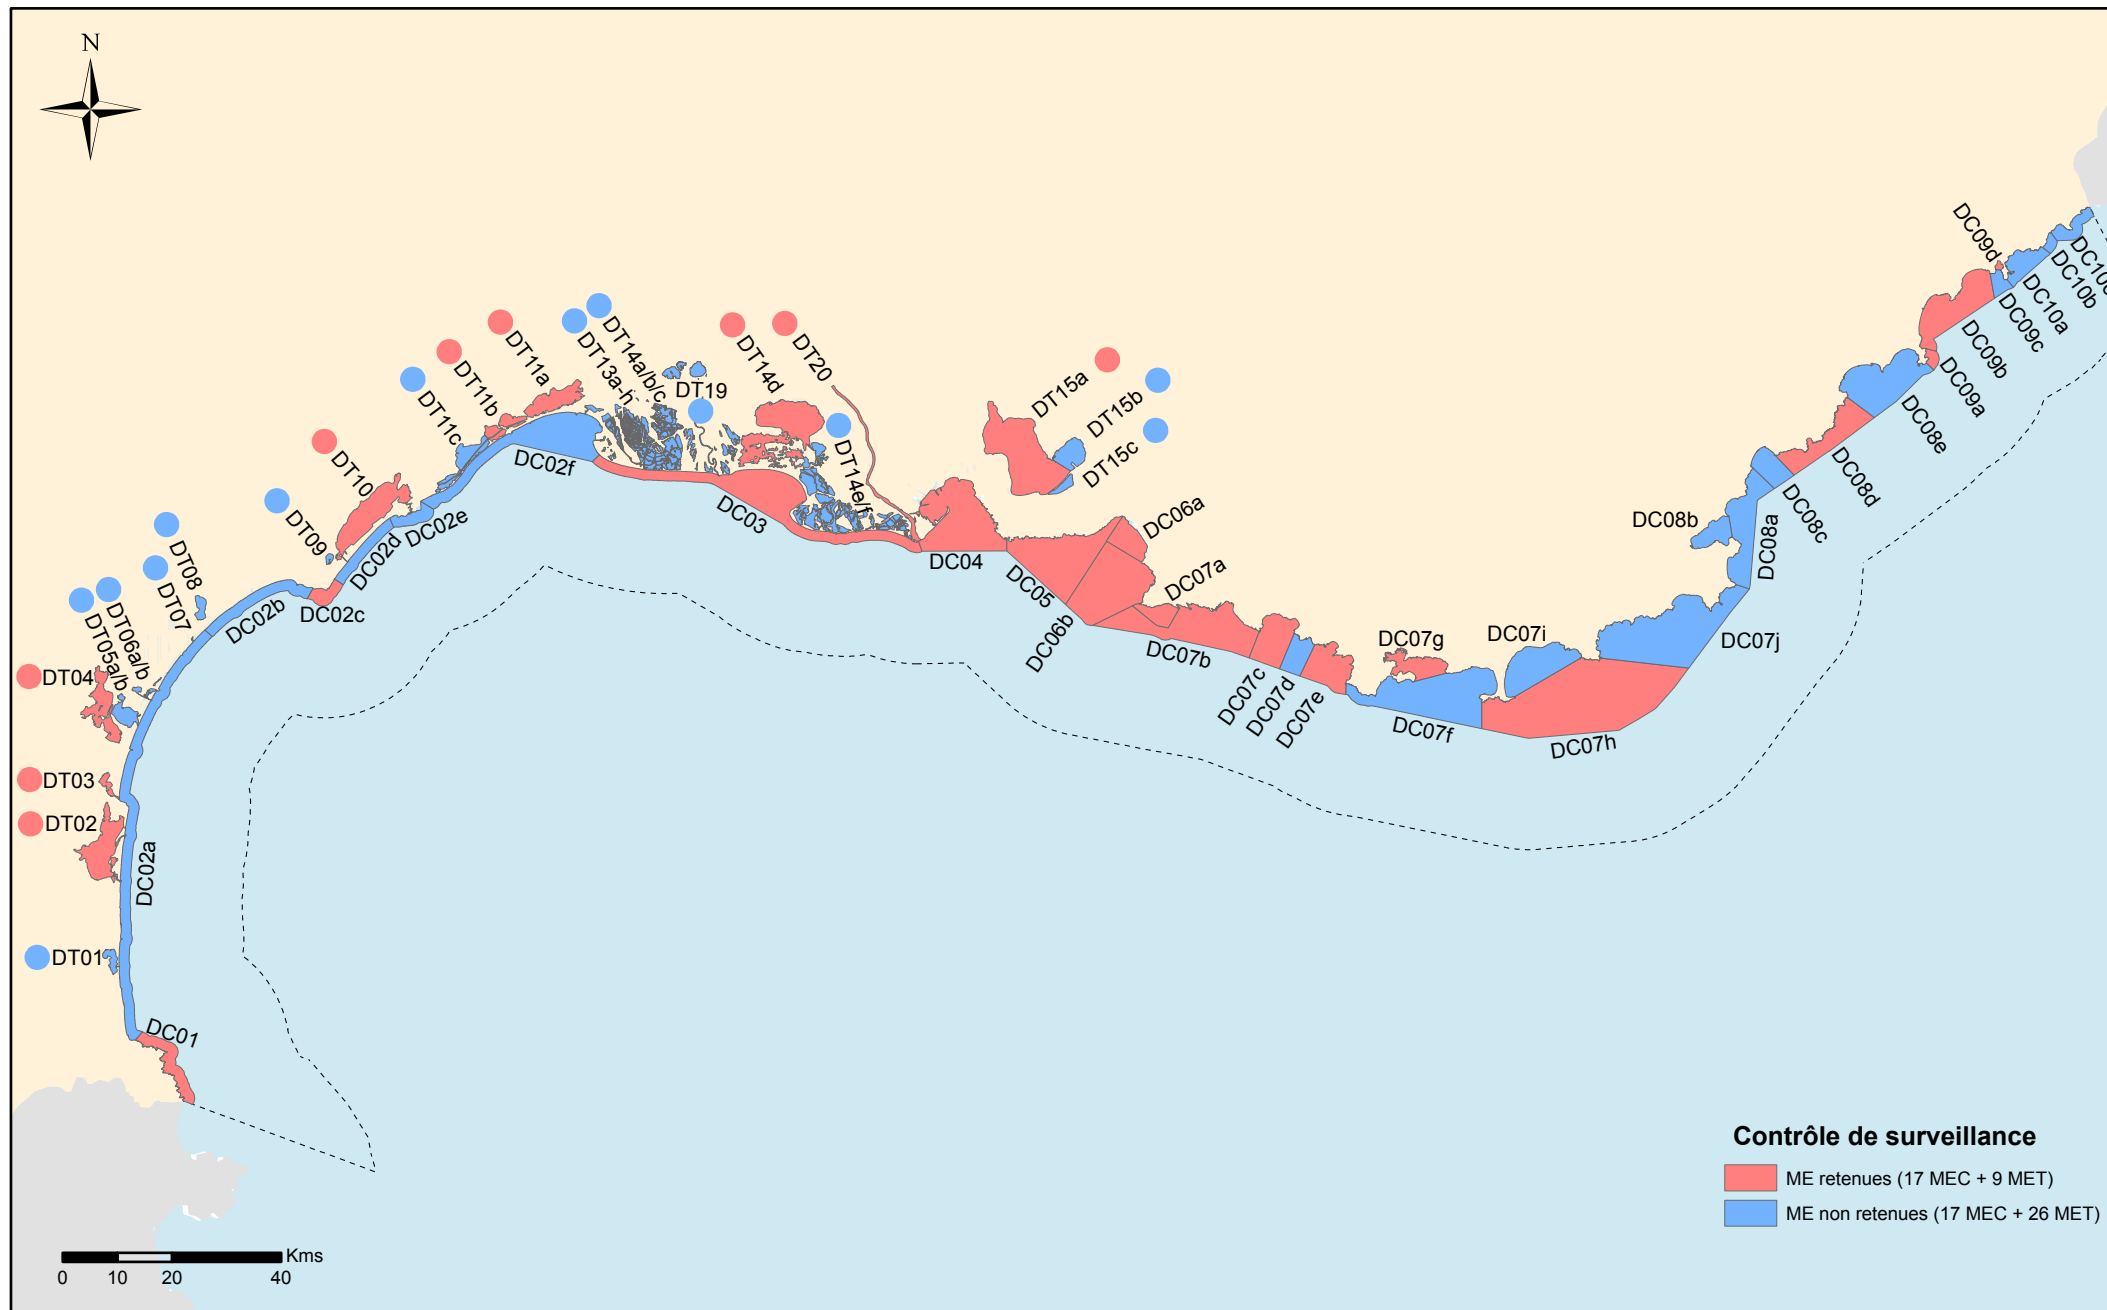 N
DT14a/b/c
DT13a-h
DT11a
DT11b
DT11c
DT19
DT14d
DT20
DT15a
DT15b
DT15c
DT14e/f
DT10
DT09
DT08
DT07
DT06a/b
DT05a/b
DT04
DT03
DT02
DT01
DC01
DC02a
DC02b
DC02c
DC02d
DC02e
DC02f
DC03
DC04
DC05
DC06a
DC06b
DC07a
DC07b
DC07c
DC07d
DC07e
DC07f
DC07g
DC07h
DC07i
DC07j
DC08a
DC08b
DC08c
DC08d
DC08e
DC09a
DC09b
DC09c
DC09d
DC10a
DC10b
Contrôle de surveillance
ME retenues (17 MEC + 9 MET)
ME non retenues (17 MEC + 26 MET)
Kms
0 10 20 40